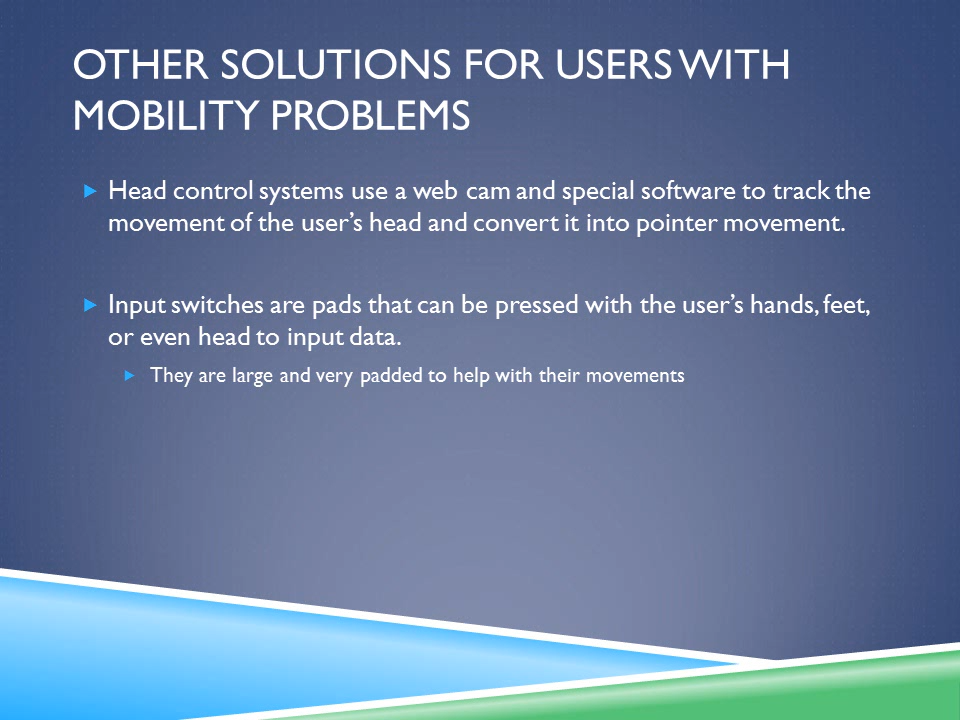 OTHER SOLUTIONS FOR USERS WITH
MOBILITY PROBLEMS
Head control systems use a web cam and special software to track the
movement of the user’s head and convert it into pointer movement.
Input switches are pads that can be pressed with the user’s hands, feet,
or even head to input data.
They are large and very padded to help with their movements